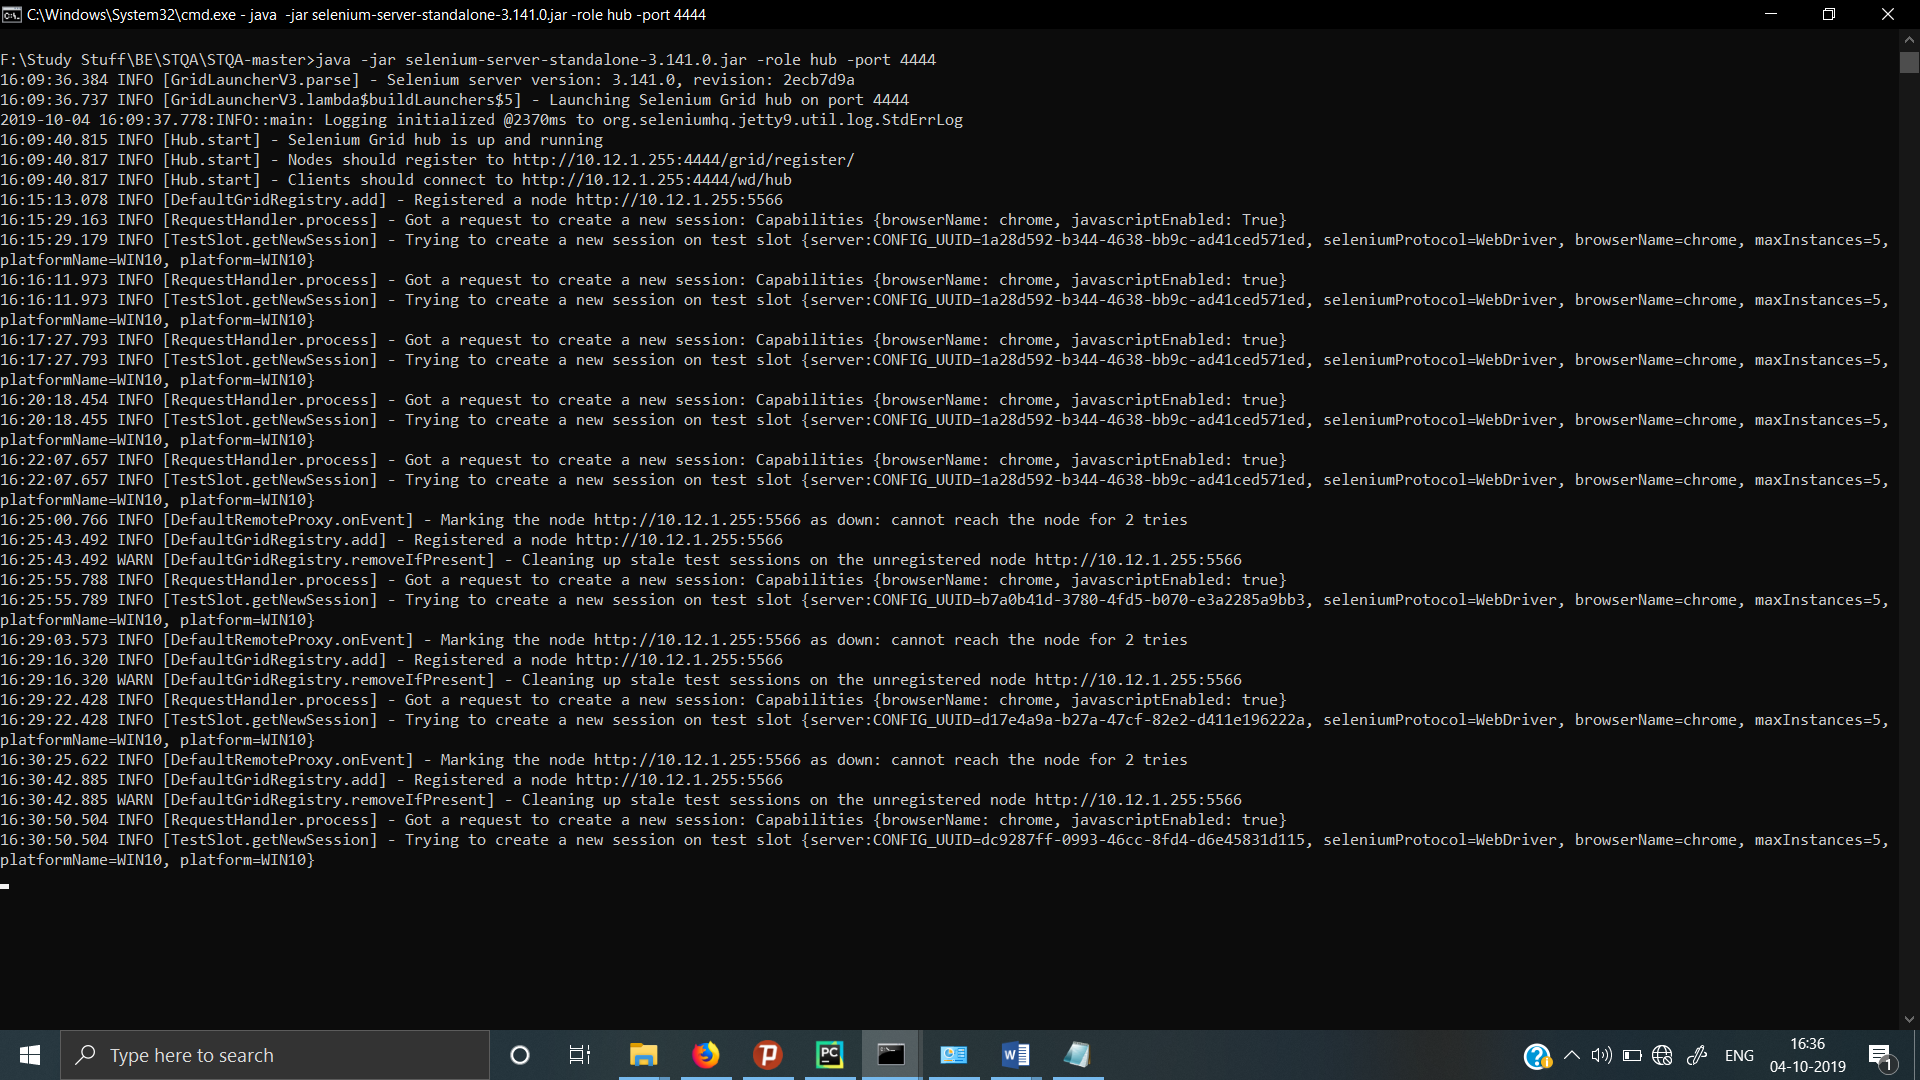 C:\Windows\System32\cmd.exe - java  -jar selenium-server-standalone-3.141.0.jar -role hub -port 4444
F:\Study Stuff\BE\STQA\STQA-master>java -jar selenium-server-standalone-3.141.0.jar -role hub -port 4444
16:09:36.384 INFO [GridLauncherV3.parse] - Selenium server version: 3.141.0, revision: 2ecb7d9a
16:09:36.737 INFO [GridLauncherV3.lambda$buildLaunchers$5] - Launching Selenium Grid hub on port 4444
2019-10-04 16:09:37.778:INFO::main: Logging initialized @2370ms to org.seleniumhq.jetty9.util.log.StdErrLog
16:09:40.815 INFO [Hub.start] - Selenium Grid hub is up and running
16:09:40.817 INFO [Hub.start] - Nodes should register to http://10.12.1.255:4444/grid/register/
16:09:40.817 INFO [Hub.start] - Clients should connect to http://10.12.1.255:4444/wd/hub
16:15:13.078 INFO [DefaultGridRegistry.add] - Registered a node http://10.12.1.255:5566
16:15:29.163 INFO [RequestHandler.process] - Got a request to create a new session: Capabilities {browserName: chrome, javascriptEnabled: True}
16:15:29.179 INFO [TestSlot.getNewSession] - Trying to create a new session on test slot {server:CONFIG_UUID=1a28d592-b344-4638-bb9c-ad41ced571ed, seleniumProtocol=WebDriver, browserName=chrome, maxInstances=5,
platformName=WIN10, platform=WIN10}
16:16:11.973 INFO [RequestHandler.process] - Got a request to create a new session: Capabilities {browserName: chrome, javascriptEnabled: true}
16:16:11.973 INFO [TestSlot.getNewSession] - Trying to create a new session on test slot {server:CONFIG_UUID=1a28d592-b344-4638-bb9c-ad41ced571ed, seleniumProtocol=WebDriver, browserName=chrome, maxInstances=5,
platformName=WIN10, platform=WIN10}
16:17:27.793 INFO [RequestHandler.process] - Got a request to create a new session: Capabilities {browserName: chrome, javascriptEnabled: true}
16:17:27.793 INFO [TestSlot.getNewSession] - Trying to create a new session on test slot {server:CONFIG_UUID=1a28d592-b344-4638-bb9c-ad41ced571ed, seleniumProtocol=WebDriver, browserName=chrome, maxInstances=5,
platformName=WIN10, platform=WIN10}
16:20:18.454 INFO [RequestHandler.process] - Got a request to create a new session: Capabilities {browserName: chrome, javascriptEnabled: true}
16:20:18.455 INFO [TestSlot.getNewSession] - Trying to create a new session on test slot {server:CONFIG_UUID=1a28d592-b344-4638-bb9c-ad41ced571ed, seleniumProtocol=WebDriver, browserName=chrome, maxInstances=5,
platformName=WIN10, platform=WIN10}
16:22:07.657 INFO [RequestHandler.process] - Got a request to create a new session: Capabilities {browserName: chrome, javascriptEnabled: true}
16:22:07.657 INFO [TestSlot.getNewSession] - Trying to create a new session on test slot {server:CONFIG_UUID=1a28d592-b344-4638-bb9c-ad41ced571ed, seleniumProtocol=WebDriver, browserName=chrome, maxInstances=5,
platformName=WIN10, platform=WIN10}
16:25:00.766 INFO [DefaultRemoteProxy.onEvent] - Marking the node http://10.12.1.255:5566 as down: cannot reach the node for 2 tries
16:25:43.492 INFO [DefaultGridRegistry.add] - Registered a node http://10.12.1.255:5566
16:25:43.492 WARN [DefaultGridRegistry.removeIfPresent] - Cleaning up stale test sessions on the unregistered node http://10.12.1.255:5566
16:25:55.788 INFO [RequestHandler.process] - Got a request to create a new session: Capabilities {browserName: chrome, javascriptEnabled: true}
16:25:55.789 INFO [TestSlot.getNewSession] - Trying to create a new session on test slot {server:CONFIG_UUID=b7a0b41d-3780-4fd5-b070-e3a2285a9bb3, seleniumProtocol=WebDriver, browserName=chrome, maxInstances=5,
platformName=WIN10, platform=WIN10}
16:29:03.573 INFO [DefaultRemoteProxy.onEvent] - Marking the node http://10.12.1.255:5566 as down: cannot reach the node for 2 tries
16:29:16.320 INFO [DefaultGridRegistry.add] - Registered a node http://10.12.1.255:5566
16:29:16.320 WARN [DefaultGridRegistry.removeIfPresent] - Cleaning up stale test sessions on the unregistered node http://10.12.1.255:5566
16:29:22.428 INFO [RequestHandler.process] - Got a request to create a new session: Capabilities {browserName: chrome, javascriptEnabled: true}
16:29:22.428 INFO [TestSlot.getNewSession] - Trying to create a new session on test slot {server:CONFIG_UUID=d17e4a9a-b27a-47cf-82e2-d411e196222a, seleniumProtocol=WebDriver, browserName=chrome, maxInstances=5,
platformName=WIN10, platform=WIN10}
16:30:25.622 INFO [DefaultRemoteProxy.onEvent] - Marking the node http://10.12.1.255:5566 as down: cannot reach the node for 2 tries
16:30:42.885 INFO [DefaultGridRegistry.add] - Registered a node http://10.12.1.255:5566
16:30:42.885 WARN [DefaultGridRegistry.removeIfPresent] - Cleaning up stale test sessions on the unregistered node http://10.12.1.255:5566
16:30:50.504 INFO [RequestHandler.process] - Got a request to create a new session: Capabilities {browserName: chrome, javascriptEnabled: true}
16:30:50.504 INFO [TestSlot.getNewSession] - Trying to create a new session on test slot {server:CONFIG_UUID=dc9287ff-0993-46cc-8fd4-d6e45831d115, seleniumProtocol=WebDriver, browserName=chrome, maxInstances=5,
platformName=WIN10, platform=WIN10}
Type here to search
PC
ENG
16:36
04-10-2019
1